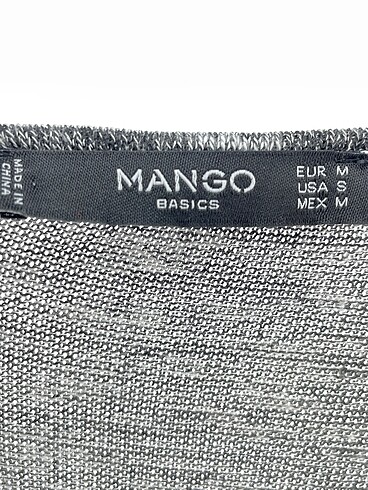 MADE IN
CHINA
MANGO
BASICS
EUR M
USA S
MEX M